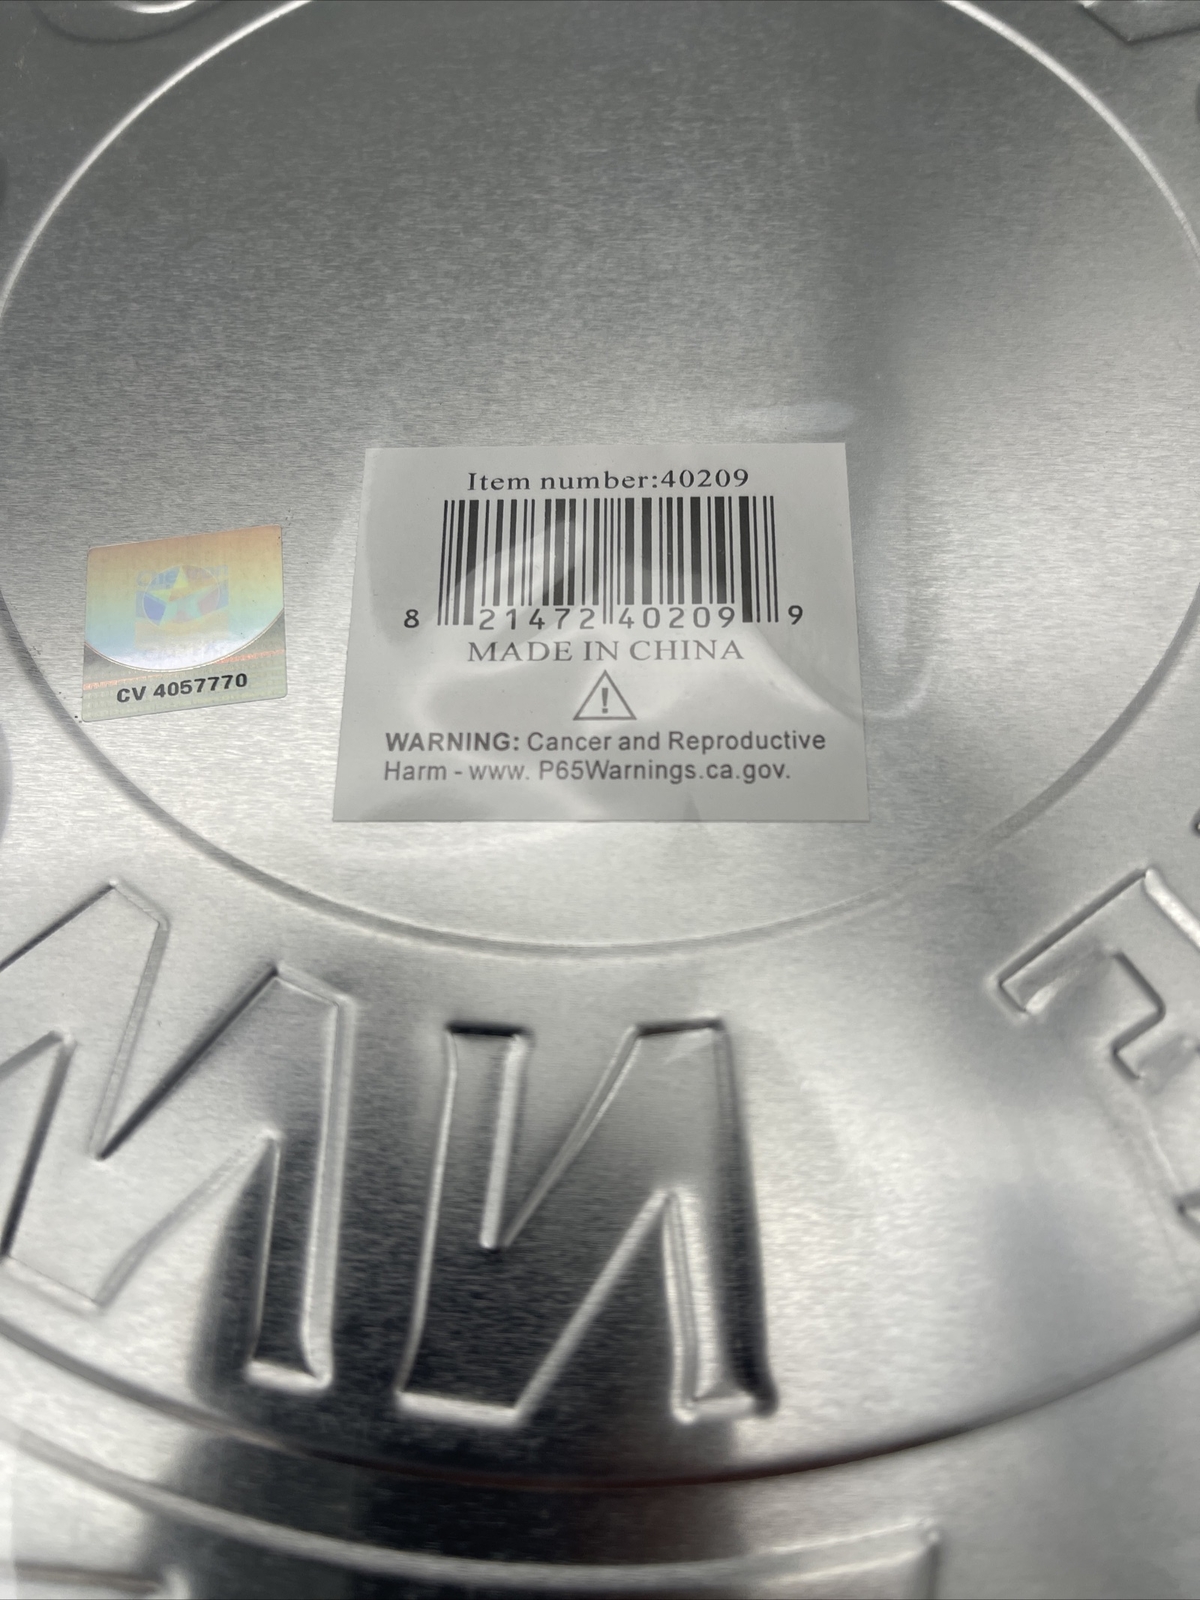 Item number:40209
8 21472 40209 9
MADE IN CHINA
WARNING: Cancer and Reproductive
Harm - www. P65Warnings.ca.gov.
CV 4057770